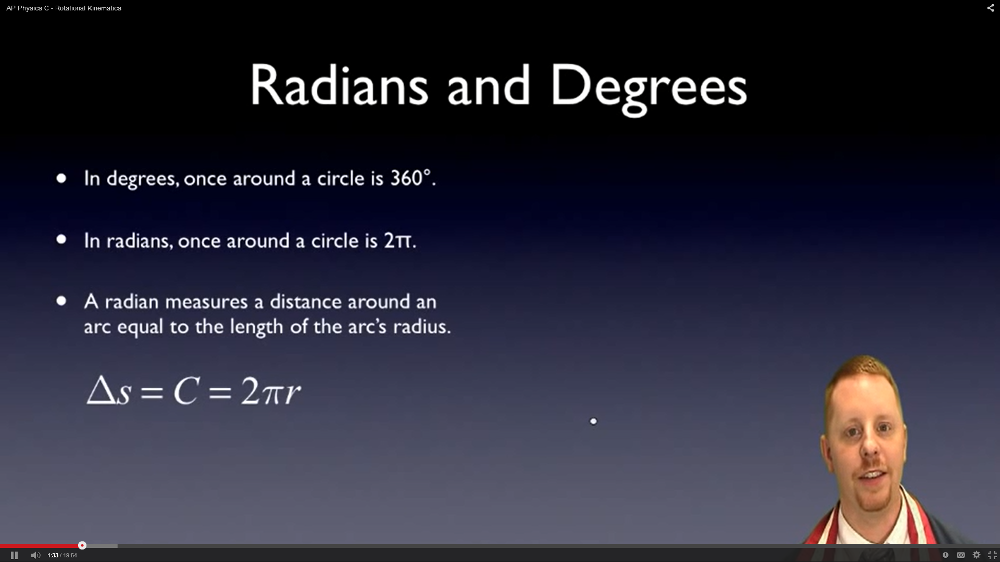 AP Physics C - Rotational Kinematics
Radians and Degrees
• In degrees, once around a circle is 360°.
• In radians, once around a circle is 2π.
• A radian measures a distance around an
arc equal to the length of the arc’s radius.
Δs = C = 2πr
1:33 / 19:54
CC